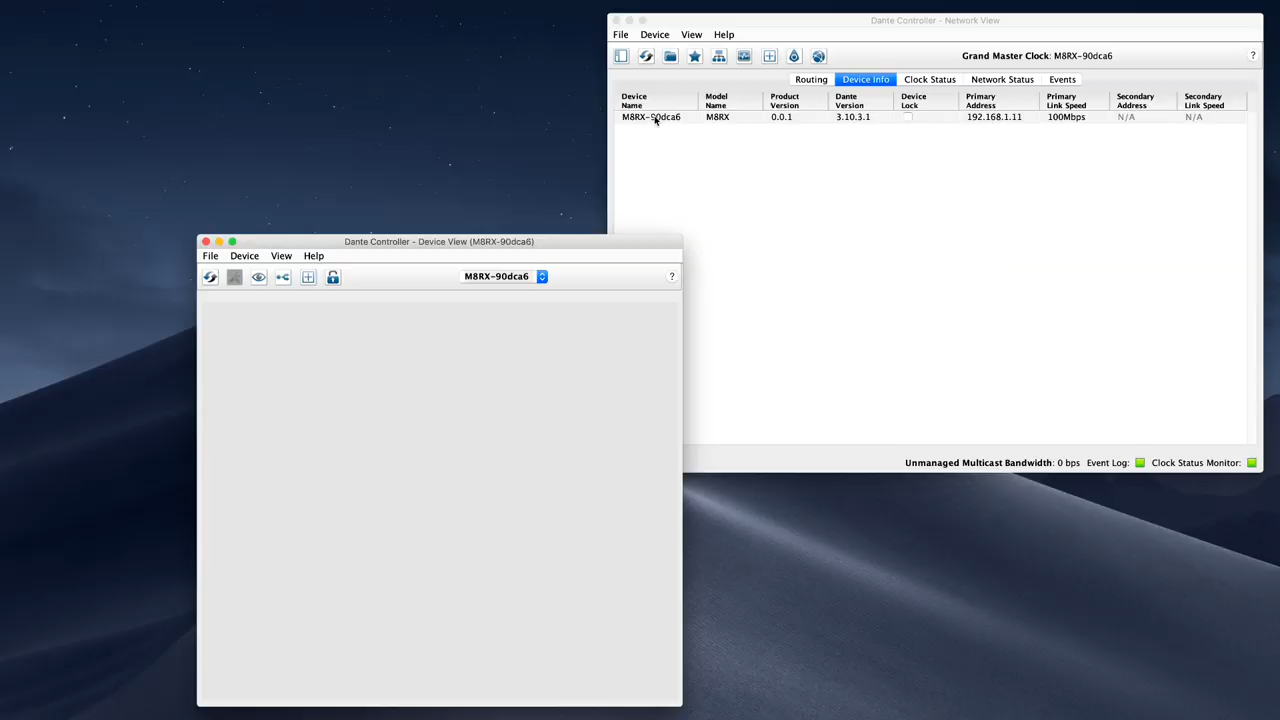 Dante Controller - Network View
File Device View Help
Grand Master Clock: M8RX-90dca6 ?
Routing Device Info Clock Status Network Status Events
Device Name Model Name Product Version Dante Version Device Lock Primary Address Primary Link Speed Secondary Address Secondary Link Speed
M8RX-90dca6 M8RX 0.0.1 3.10.3.1 192.168.1.11 100Mbps N/A N/A
Unmanaged Multicast Bandwidth: 0 bps Event Log: Clock Status Monitor:
Dante Controller - Device View (M8RX-90dca6)
File Device View Help
M8RX-90dca6 ?